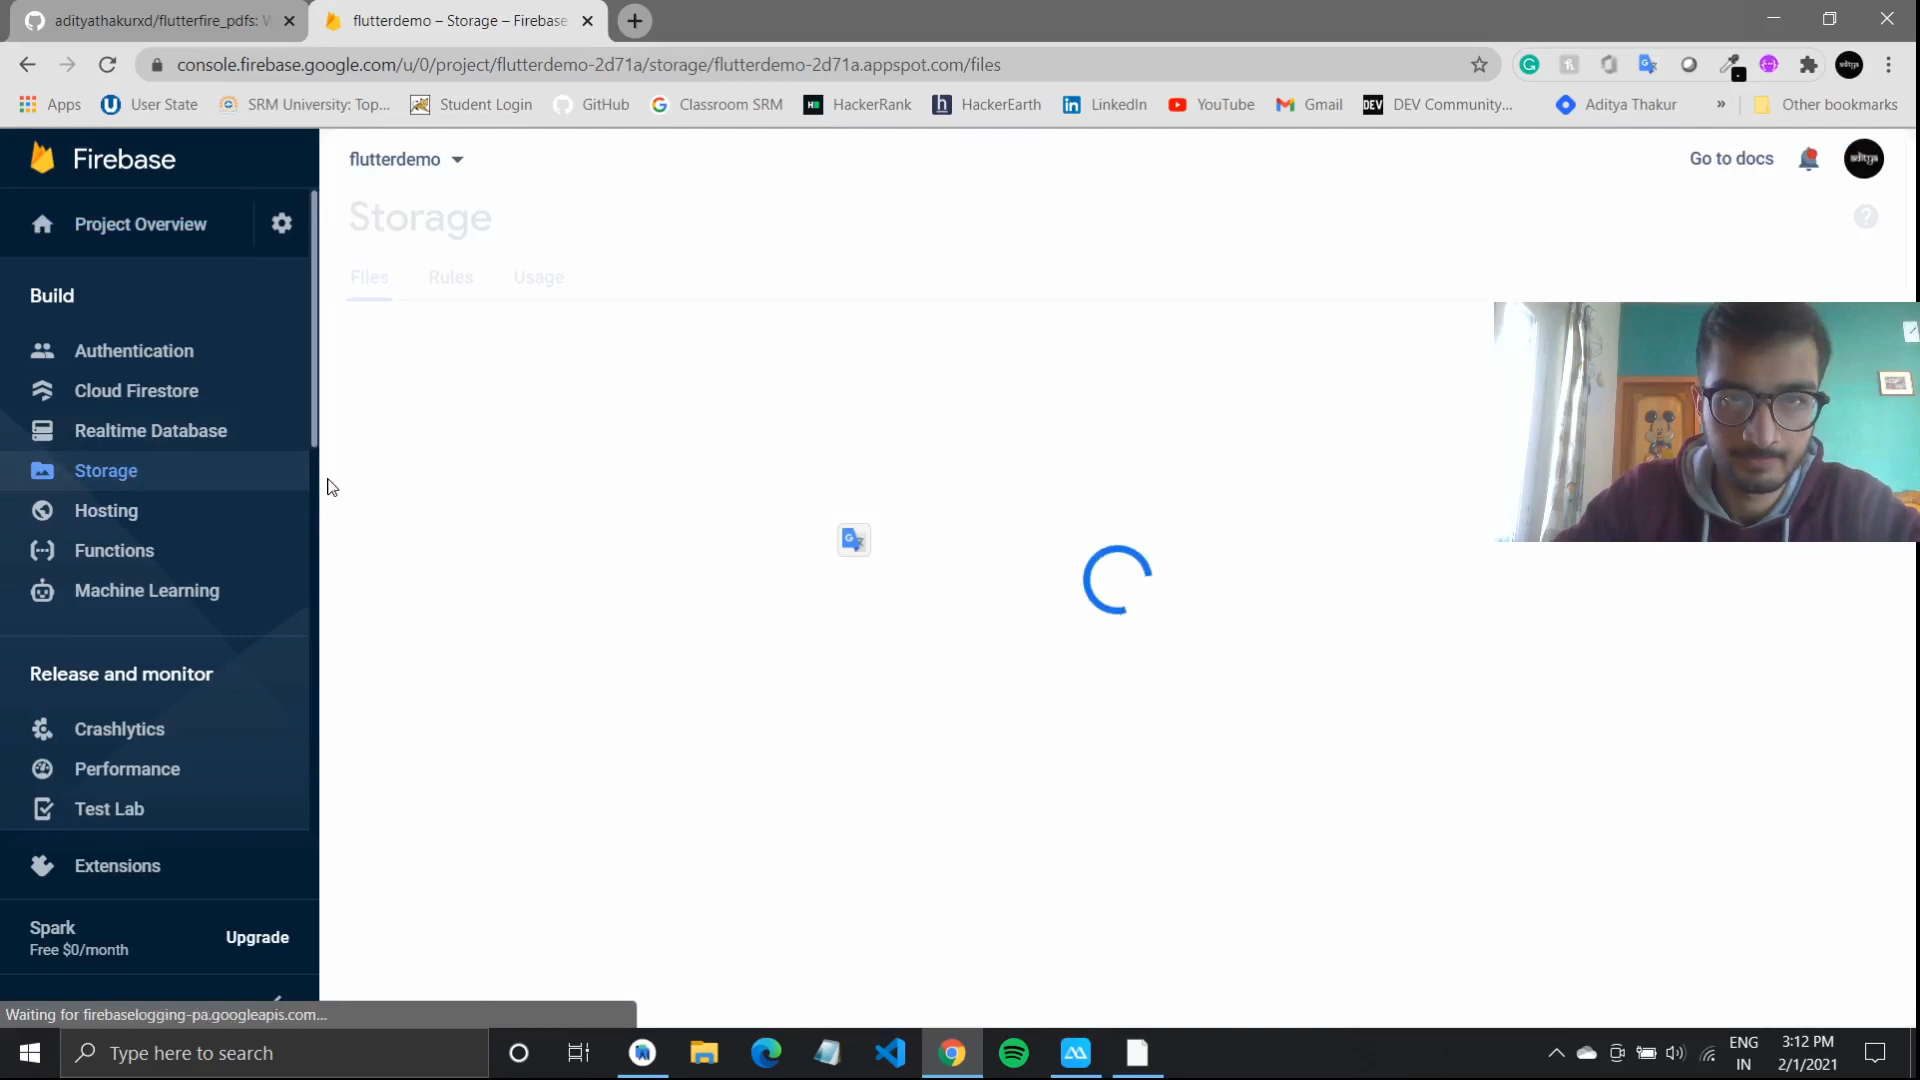 adityathakurxd/flutterfire_pdfs: W
flutterdemo – Storage – Firebase
console.firebase.google.com/u/0/project/flutterdemo-2d71a/storage/flutterdemo-2d71a.appspot.com/files
Apps
User State
SRM University: Top...
Student Login
GitHub
Classroom SRM
HackerRank
HackerEarth
LinkedIn
YouTube
Gmail
DEV
DEV Community...
Aditya Thakur
»
Other bookmarks
Firebase
flutterdemo
Go to docs
aditya
Project Overview
Storage
Files
Rules
Usage
Build
Authentication
Cloud Firestore
Realtime Database
Storage
Hosting
Functions
Machine Learning
Release and monitor
Crashlytics
Performance
Test Lab
Extensions
Spark
Free $0/month
Upgrade
Waiting for firebaselogging-pa.googleapis.com...
Type here to search
ENG
IN
3:12 PM
2/1/2021